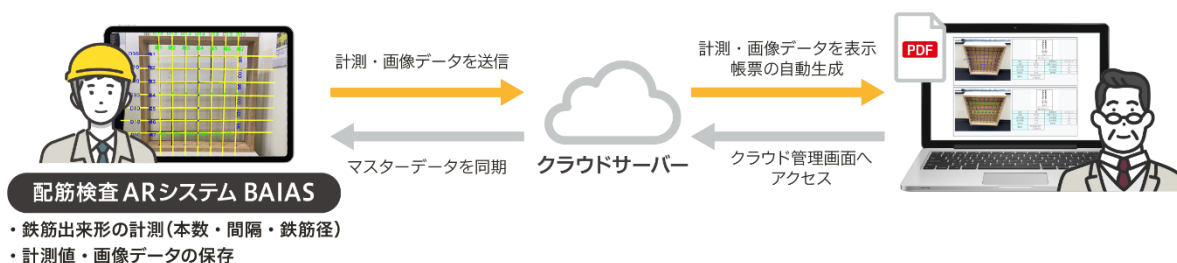 計測・画像データを送信
マスターデータを同期
クラウドサーバー
計測・画像データを表示
帳票の自動生成
クラウド管理画面へ
アクセス
PDF
配筋検査ARシステム BAIAS
・鉄筋出来形の計測(本数・間隔・鉄筋径)
・計測値・画像データの保存